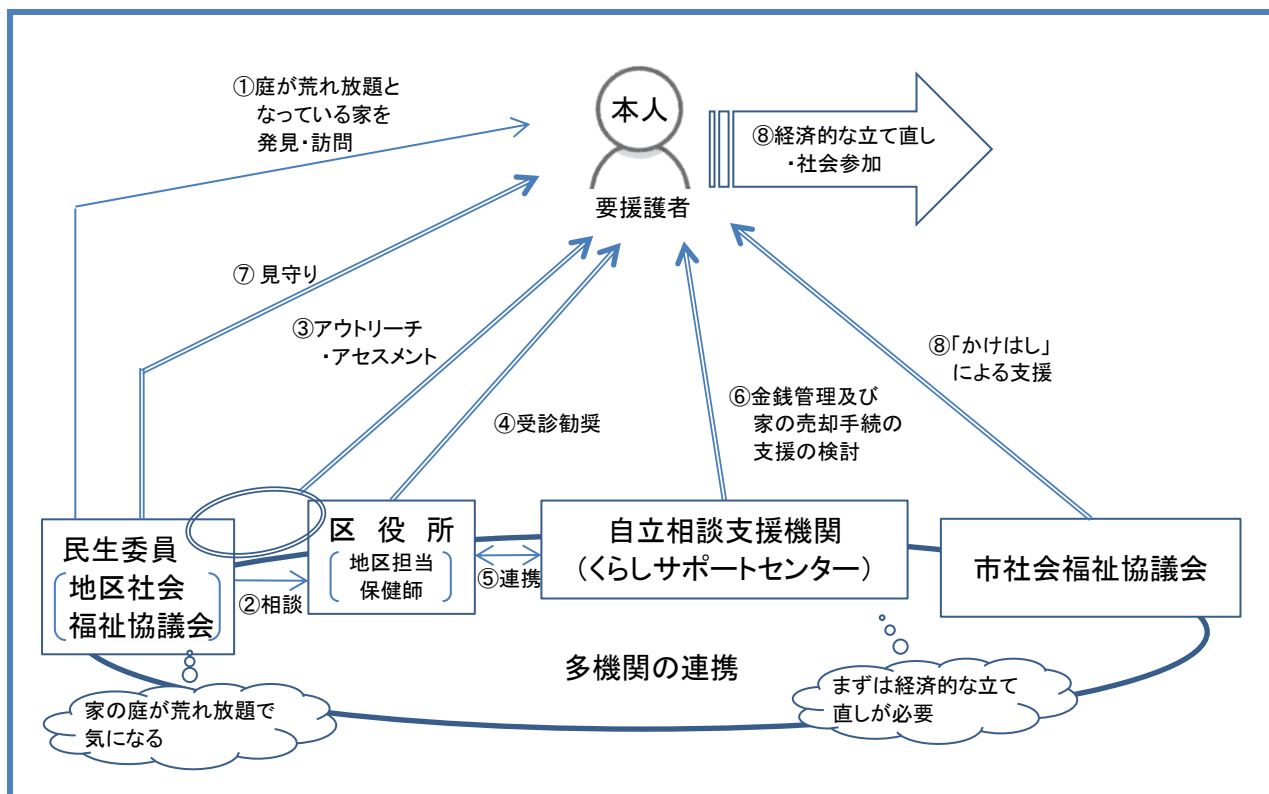 ①庭が荒れ放題と
なっている家を
発見・訪問
本人
要援護者
⑧経済的な立て直し
・社会参加
⑦ 見守り
③アウトリーチ
・アセスメント
④受診勧奨
⑥金銭管理及び
家の売却手続の
支援の検討
⑧「かけはし」
による支援
民生委員
地区社会
福祉協議会
②相談
区 役 所
地区担当
保健師
⑤連携
自立相談支援機関
(くらしサポートセンター)
市社会福祉協議会
多機関の連携
家の庭が荒れ放題で
気になる
まずは経済的な立て
直しが必要